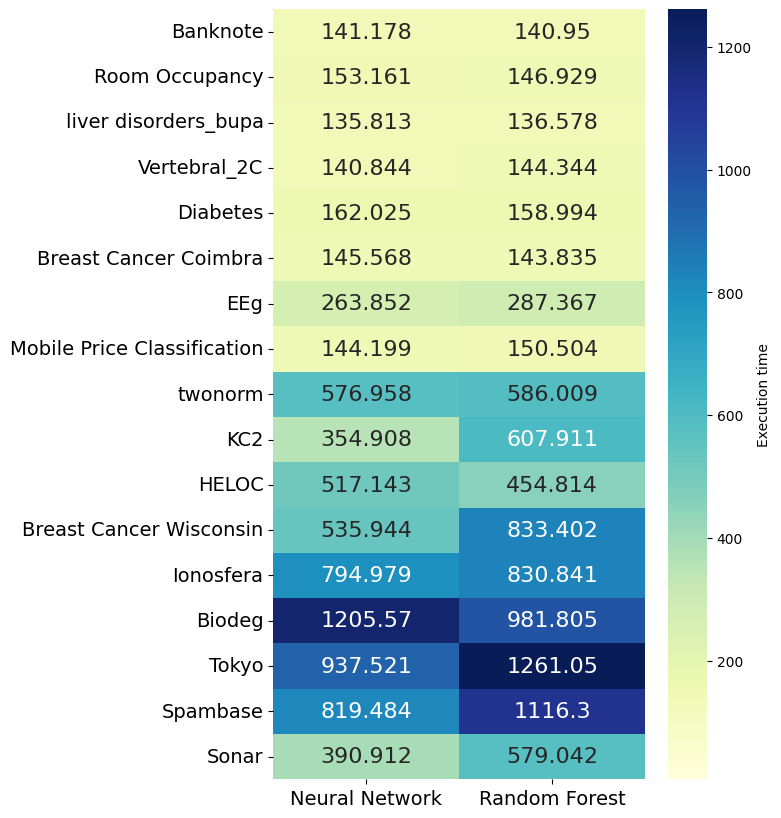 Banknote 141.178 140.95
Room Occupancy 153.161 146.929
liver disorders_bupa 135.813 136.578
Vertebral_2C 140.844 144.344
Diabetes 162.025 158.994
Breast Cancer Coimbra 145.568 143.835
EEg 263.852 287.367
Mobile Price Classification 144.199 150.504
twonorm 576.958 586.009
KC2 354.908 607.911
HELOC 517.143 454.814
Breast Cancer Wisconsin 535.944 833.402
Ionosfera 794.979 830.841
Biodeg 1205.57 981.805
Tokyo 937.521 1261.05
Spambase 819.484 1116.3
Sonar 390.912 579.042
Neural Network Random Forest
1200
1000
800
600
400
200
Execution time